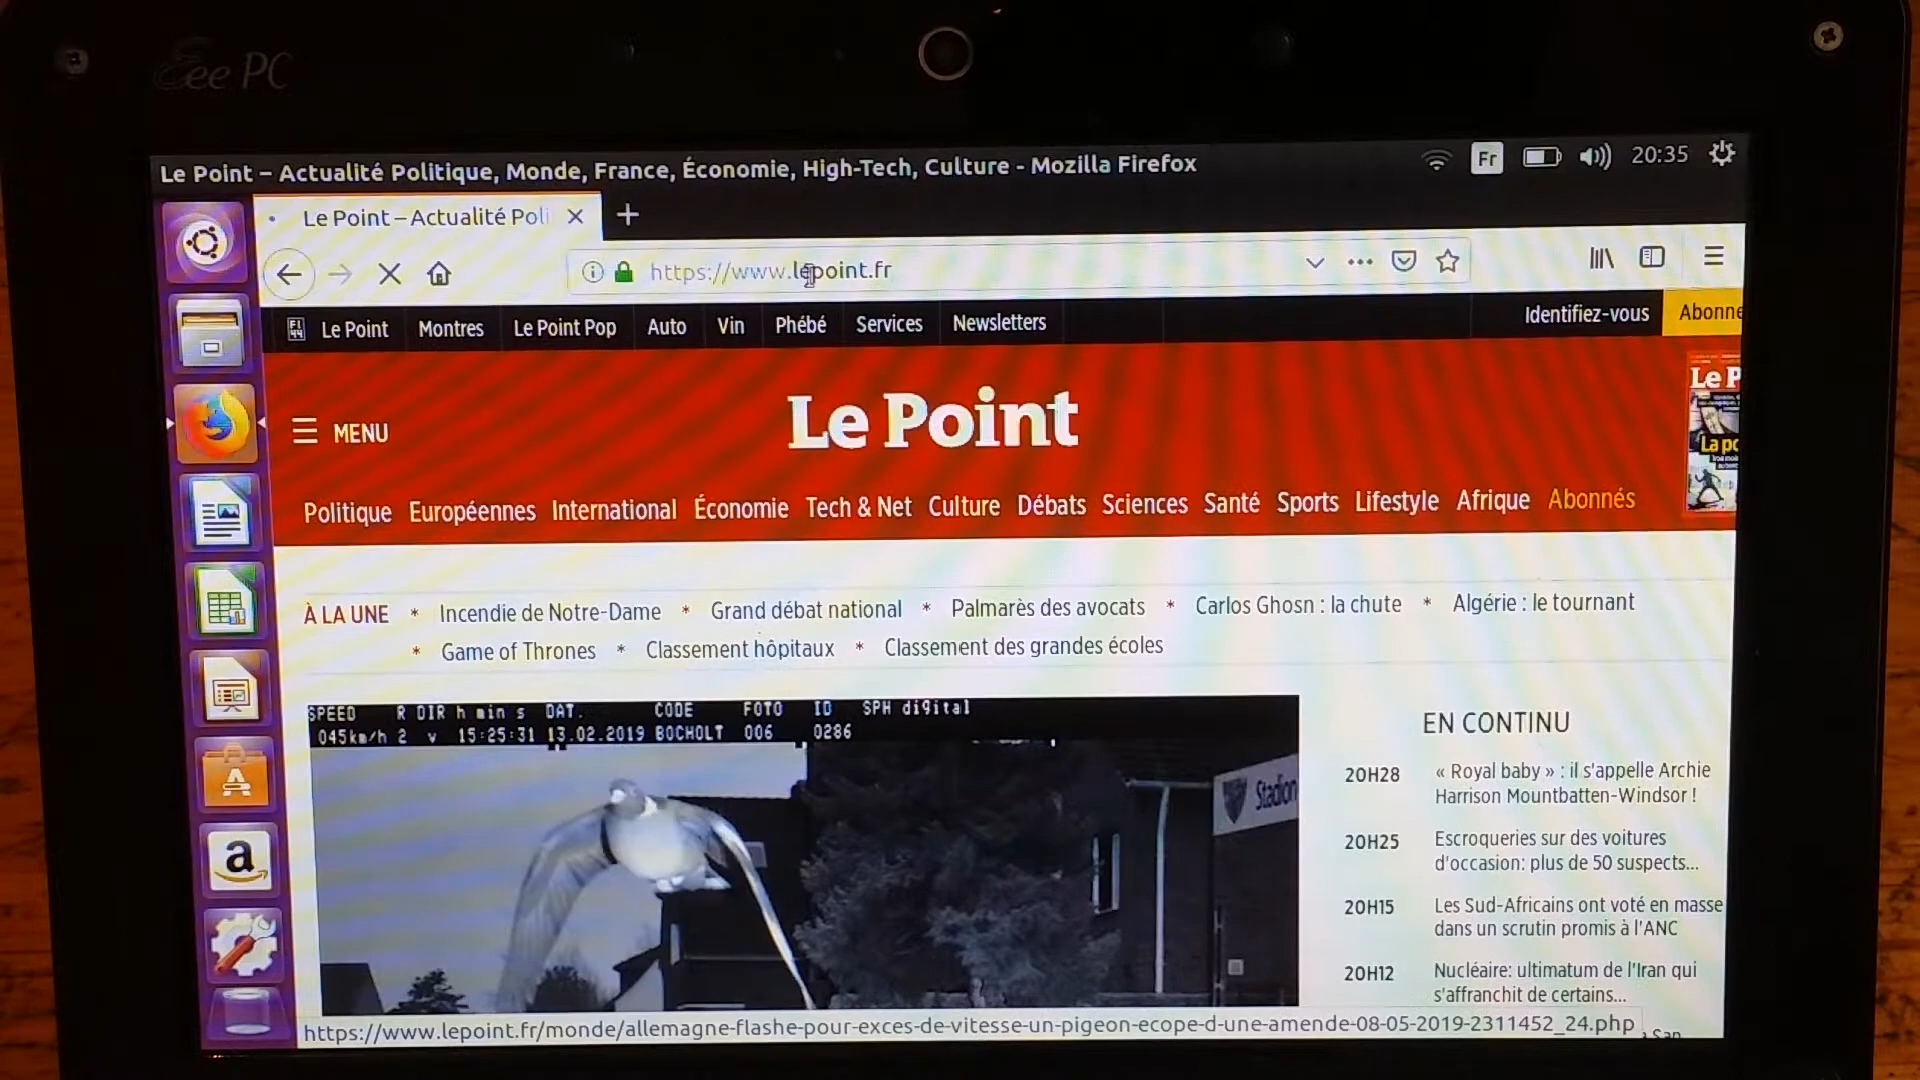 Eee PC
Le Point – Actualité Politique, Monde, France, Économie, High-Tech, Culture - Mozilla Firefox
Fr
20:35
Le Point – Actualité Poli
https://www.lepoint.fr
Le Point
Montres
Le Point Pop
Auto
Vin
Phébé
Services
Newsletters
Identifiez-vous
Abonne
MENU
Le Point
Le P
La po
Politique
Européennes
International
Économie
Tech & Net
Culture
Débats
Sciences
Santé
Sports
Lifestyle
Afrique
Abonnés
À LA UNE * Incendie de Notre-Dame * Grand débat national * Palmarès des avocats * Carlos Ghosn : la chute * Algérie : le tournant
* Game of Thrones * Classement hôpitaux * Classement des grandes écoles
SPEED R DIR h min s DAT. CODE FOTO ID SPH digital
045km/h 2 v 15:25:31 13.02.2019 BOCHOLT 006 0286
Stadion
EN CONTINU
20H28 « Royal baby » : il s'appelle Archie
Harrison Mountbatten-Windsor !
20H25 Escroqueries sur des voitures
d'occasion: plus de 50 suspects...
20H15 Les Sud-Africains ont voté en masse
dans un scrutin promis à l'ANC
20H12 Nucléaire: ultimatum de l'Iran qui
s'affranchit de certains...
https://www.lepoint.fr/monde/allemagne-flashe-pour-exces-de-vitesse-un-pigeon-ecope-d-une-amende-08-05-2019-2311452_24.php